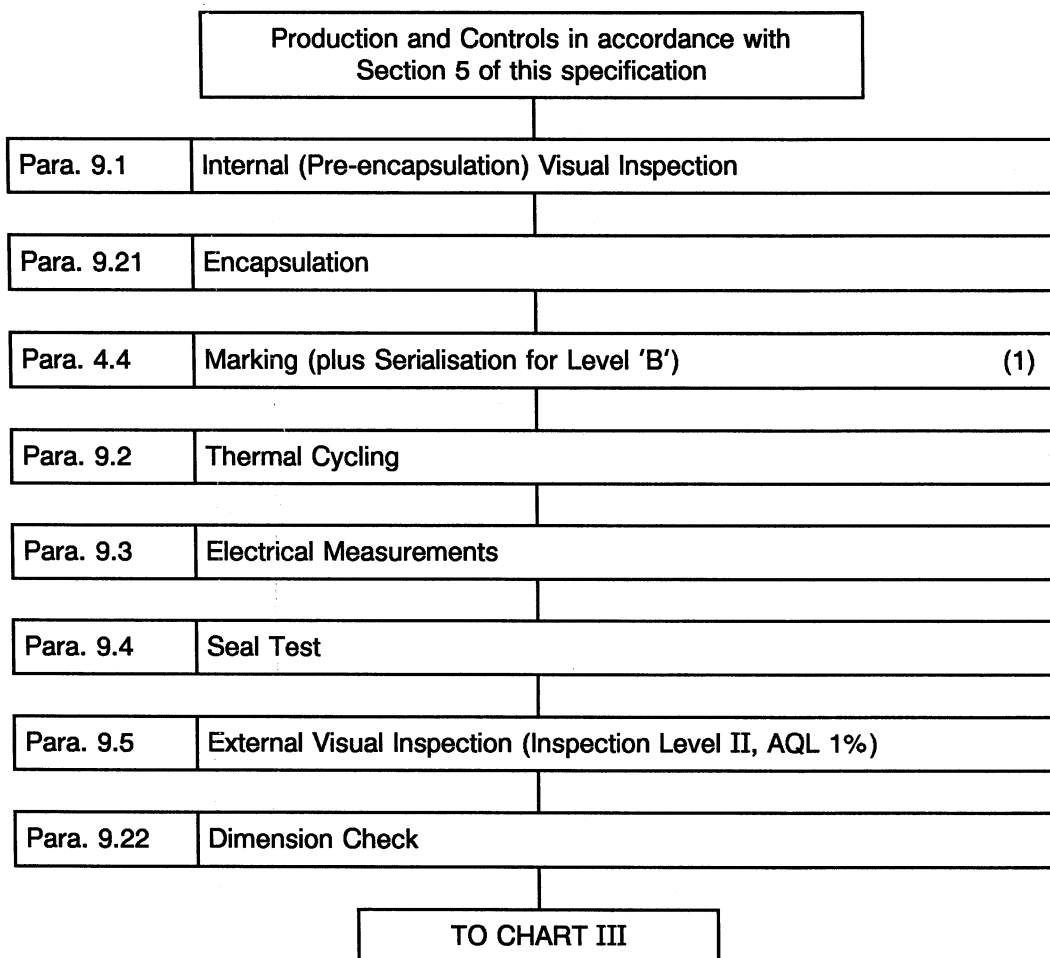 Production and Controls in accordance with
Section 5 of this specification
Para. 9.1 Internal (Pre-encapsulation) Visual Inspection
Para. 9.21 Encapsulation
Para. 4.4 Marking (plus Serialisation for Level 'B') (1)
Para. 9.2 Thermal Cycling
Para. 9.3 Electrical Measurements
Para. 9.4 Seal Test
Para. 9.5 External Visual Inspection (Inspection Level II, AQL 1%)
Para. 9.22 Dimension Check
TO CHART III